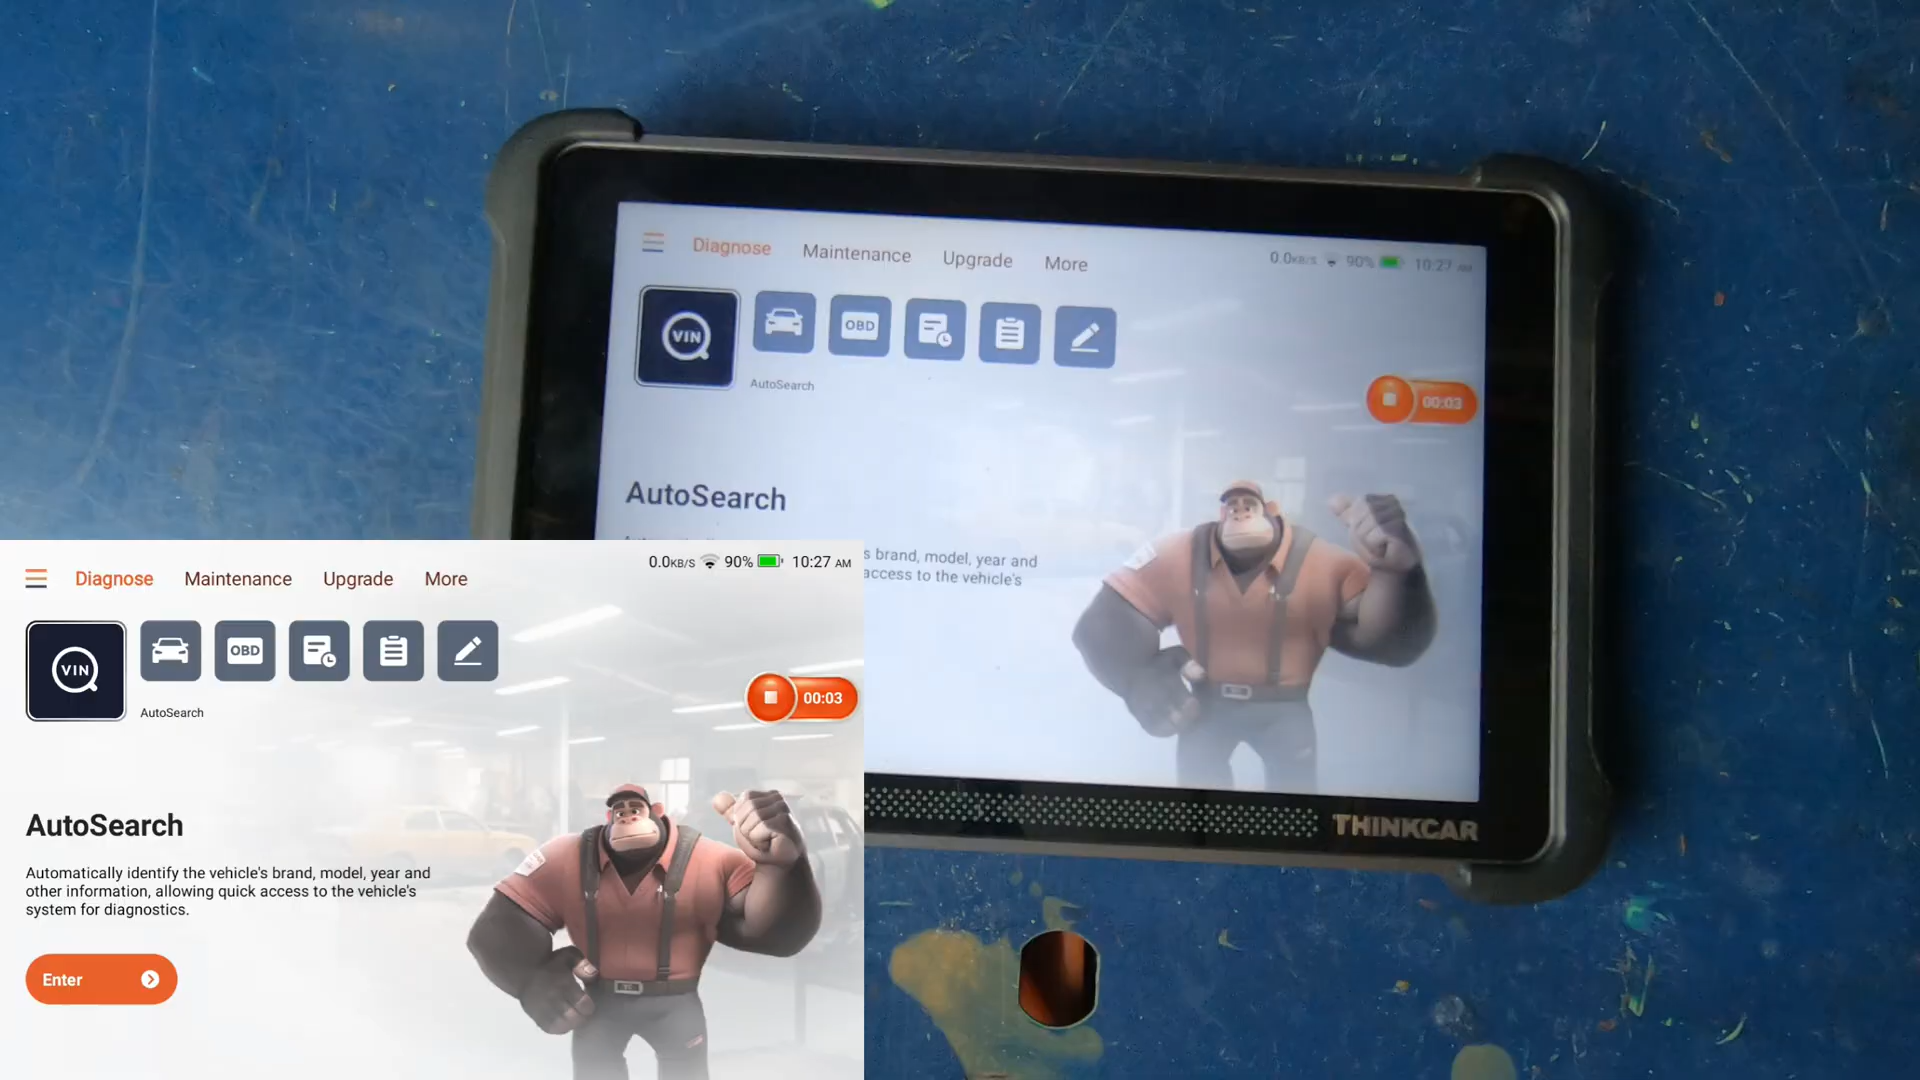 Diagnose Maintenance Upgrade More 0.0KB/S 90% 10:27 AM
VIN OBD
AutoSearch
00:03
AutoSearch
s brand, model, year and
access to the vehicle's
THINKCAR
Diagnose Maintenance Upgrade More 0.0KB/S 90% 10:27 AM
VIN OBD
AutoSearch
00:03
AutoSearch
Automatically identify the vehicle's brand, model, year and
other information, allowing quick access to the vehicle's
system for diagnostics.
Enter